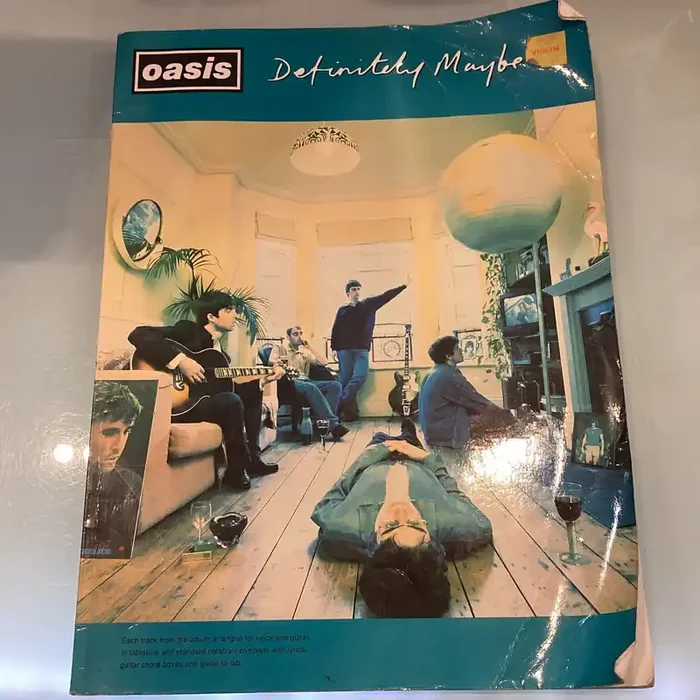 oasis Definitely Maybe
Each track from the album arranged for voice and guitar
in tablature and standard notation, complete with lyrics,
guitar chord boxes and guide to tab.